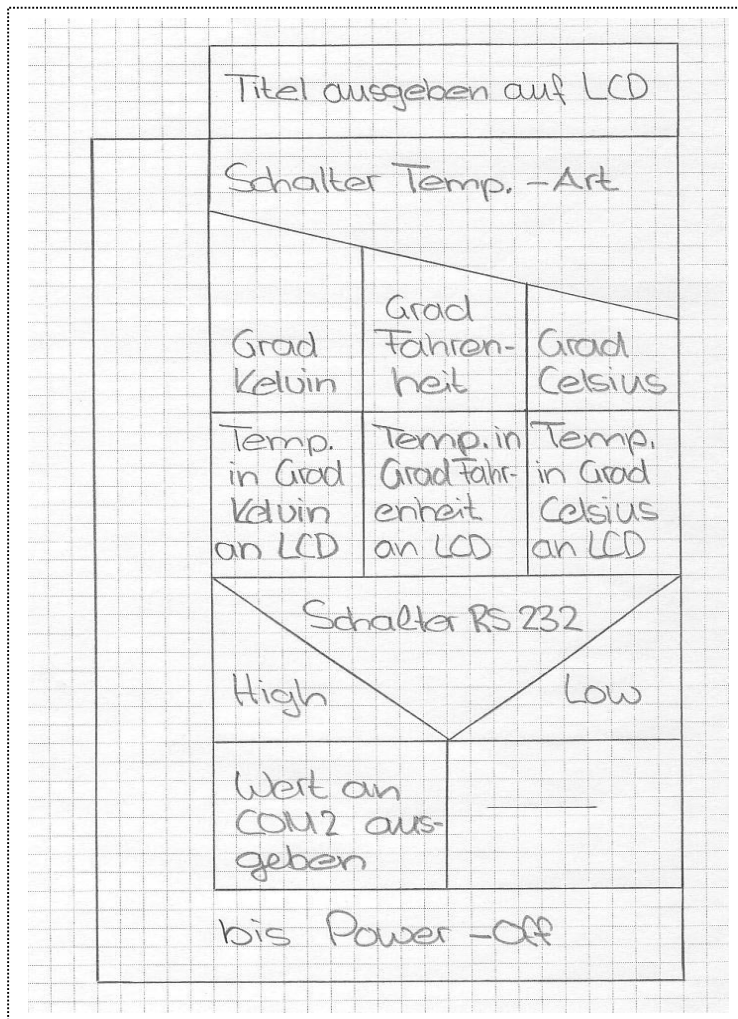 Titel ausgeben auf LCD
Schalter Temp. - Art
Grad
Kelvin
Grad
Fahren-
heit
Grad
Celsius
Temp.
in Grad
Kelvin
an LCD
Temp. in
Grad Fahr-
enheit
an LCD
Temp.
in Grad
Celsius
an LCD
Schalter RS 232
High
Low
Wert an
COM2 aus-
geben
bis Power - Off